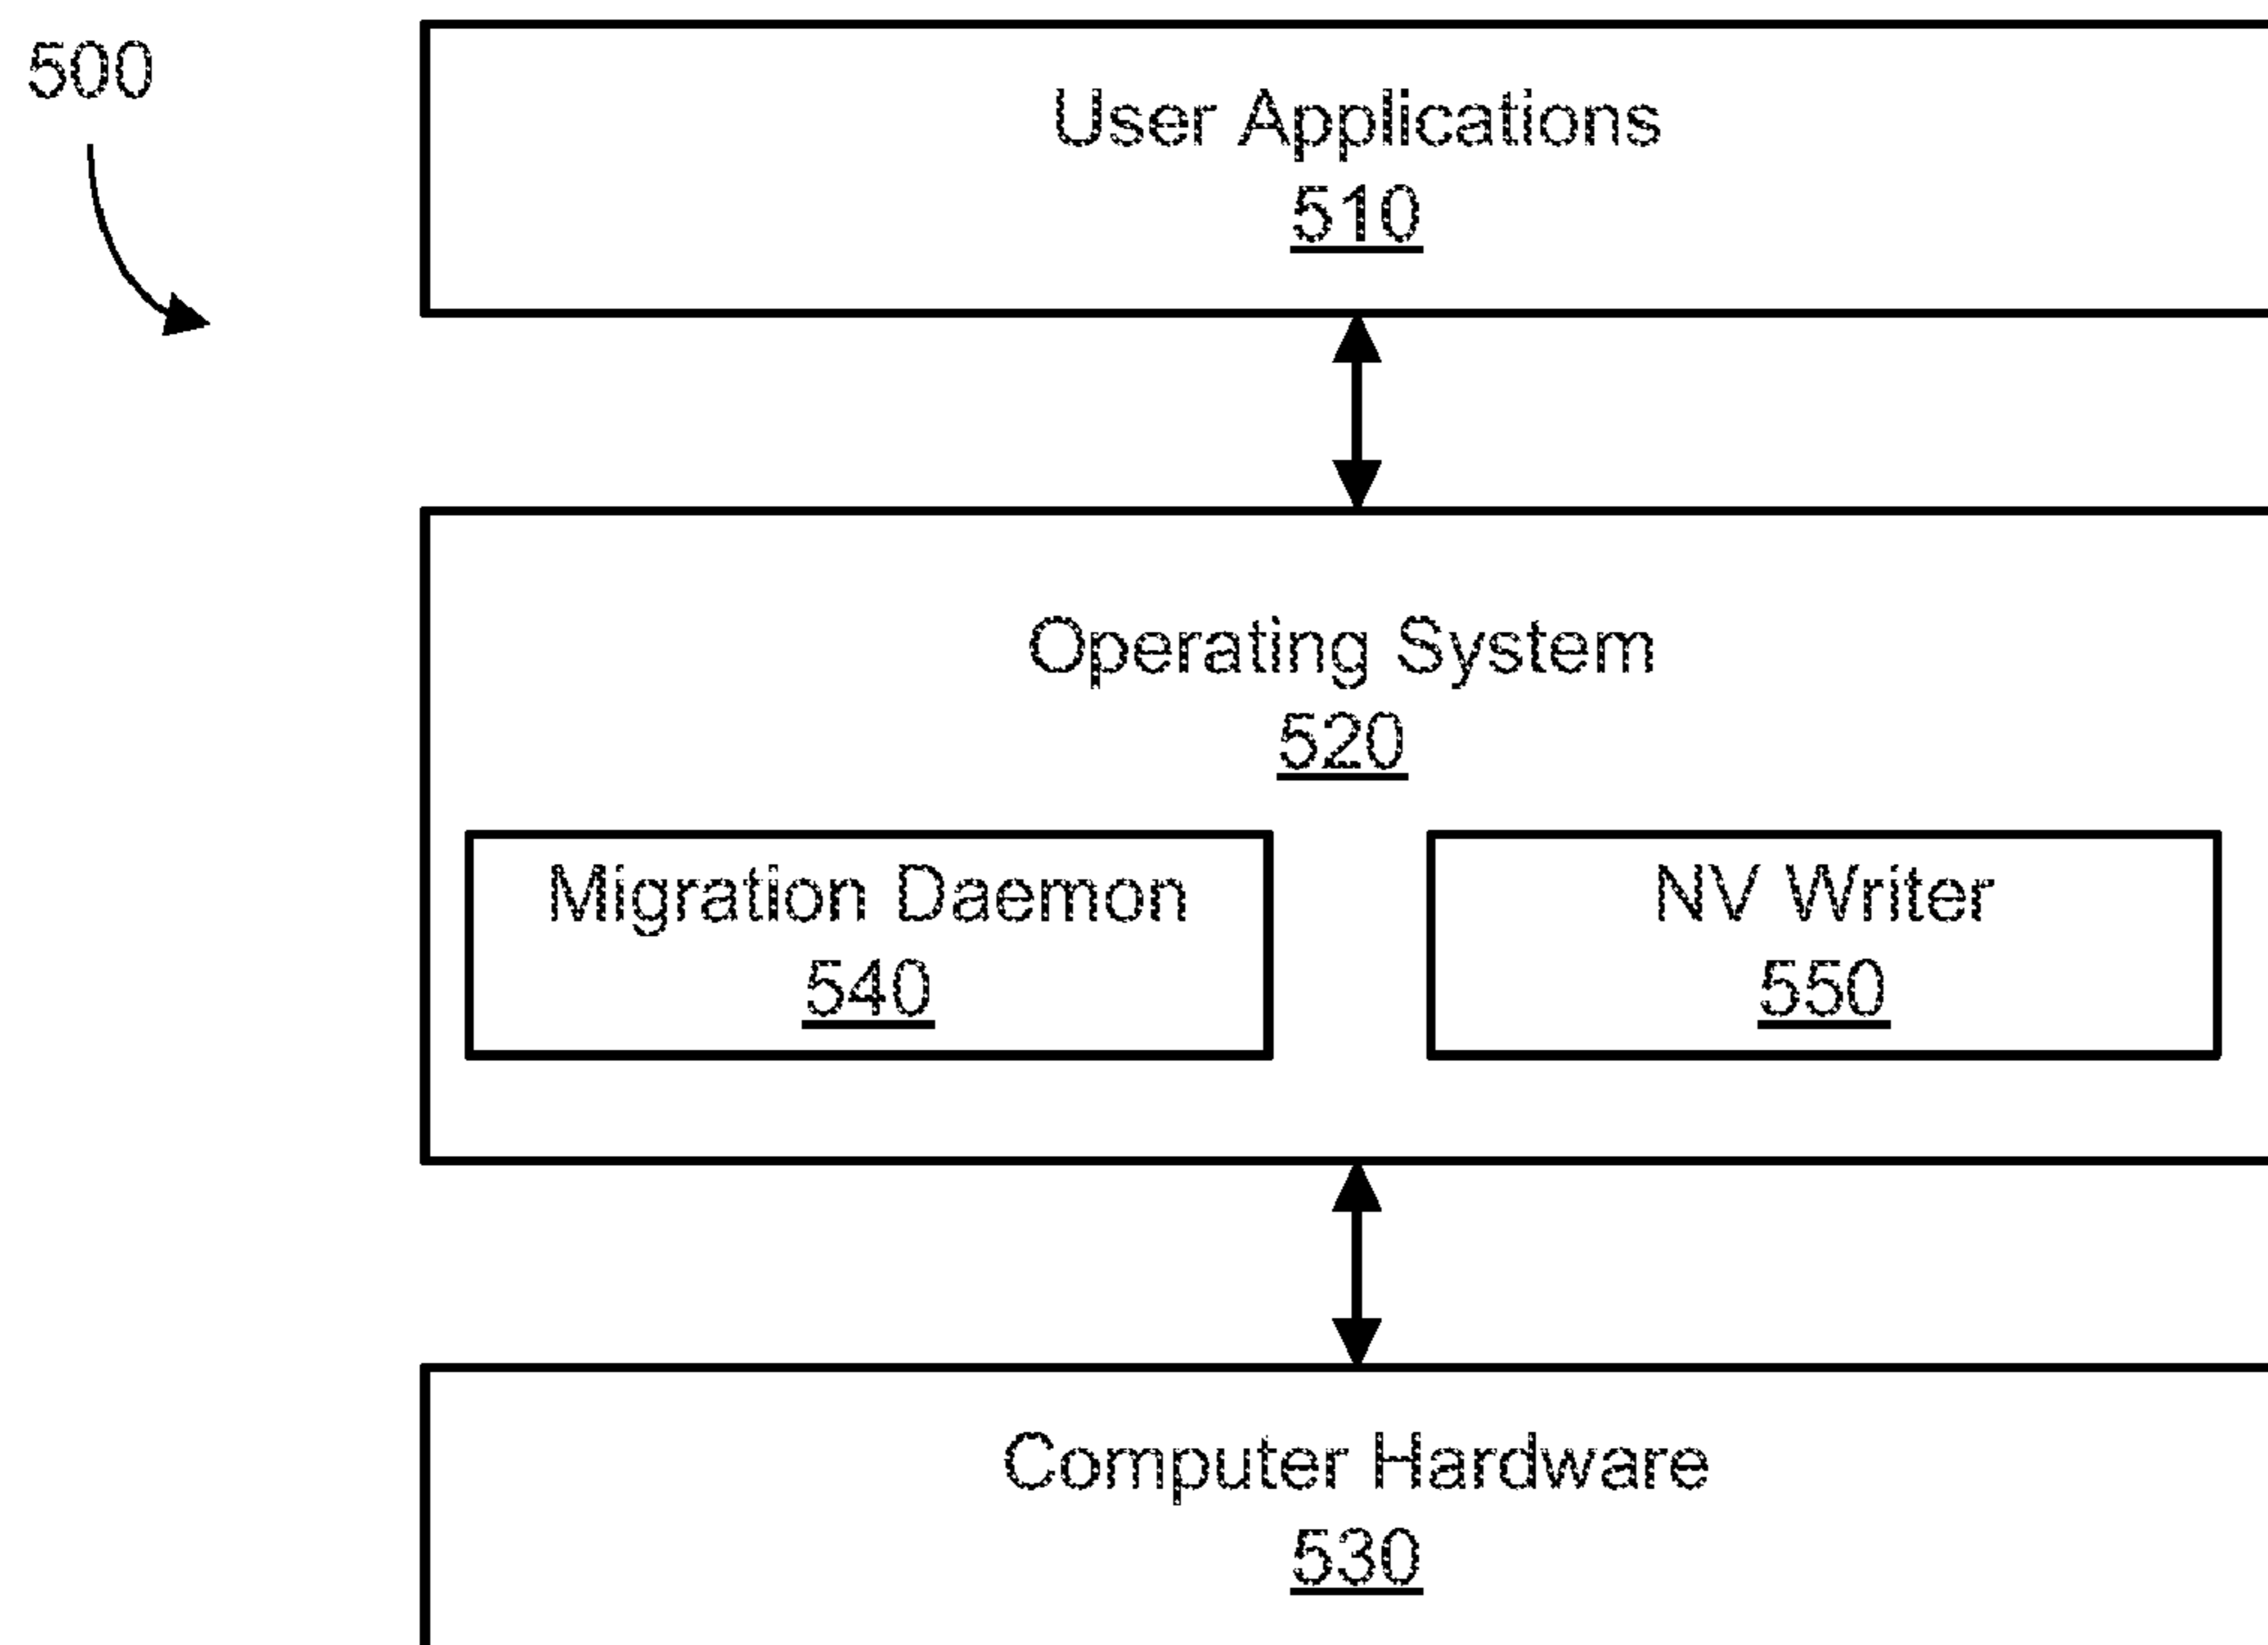 500
User Applications
510
Operating System
520
Migration Daemon
540
NV Writer
550
Computer Hardware
530